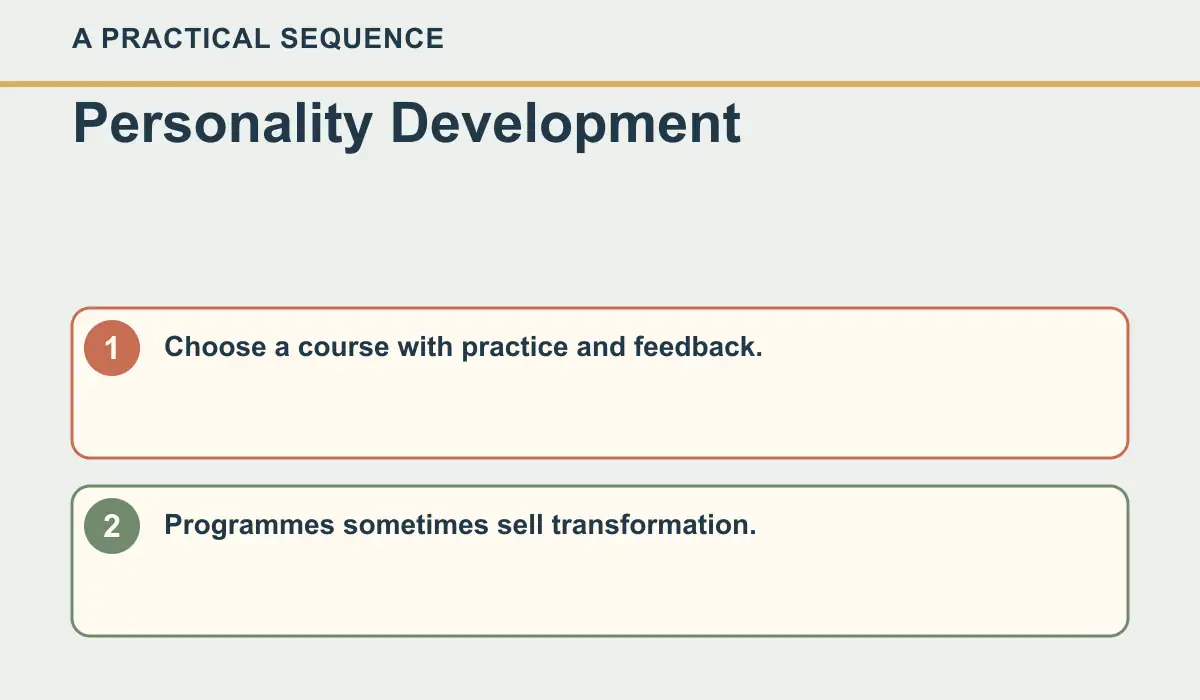 A PRACTICAL SEQUENCE
Personality Development
1
Choose a course with practice and feedback.
2
Programmes sometimes sell transformation.